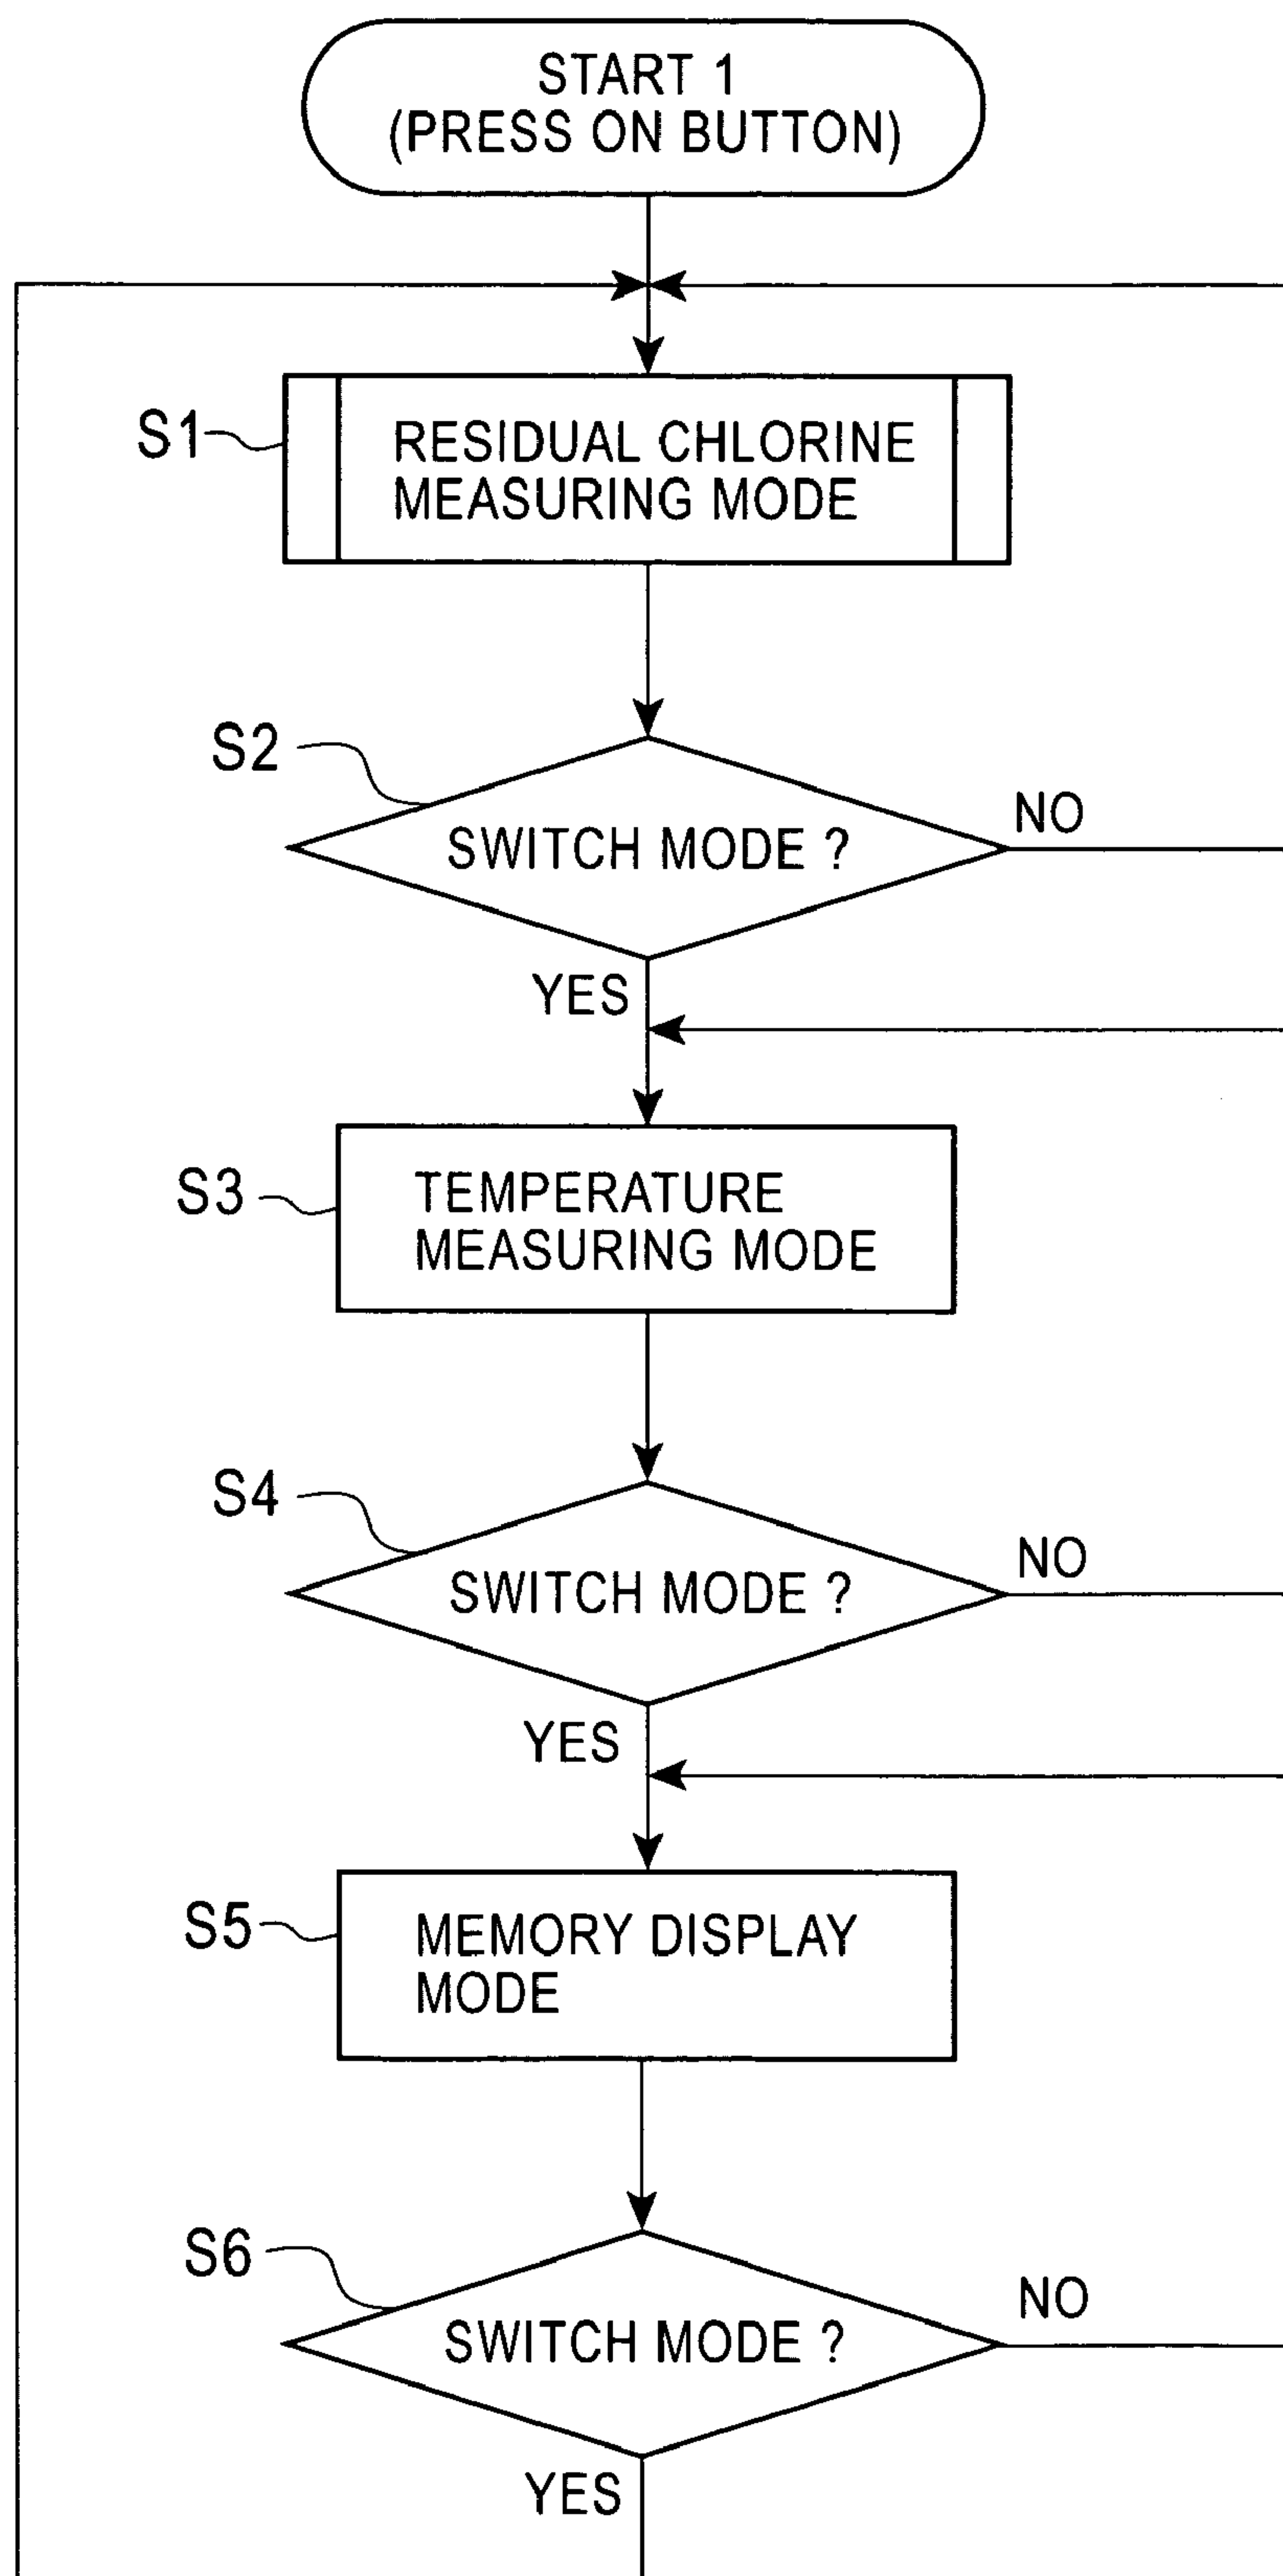 START 1
(PRESS ON BUTTON)
S1
RESIDUAL CHLORINE
MEASURING MODE
S2
SWITCH MODE ?
NO
YES
S3
TEMPERATURE
MEASURING MODE
S4
SWITCH MODE ?
NO
YES
S5
MEMORY DISPLAY
MODE
S6
SWITCH MODE ?
NO
YES